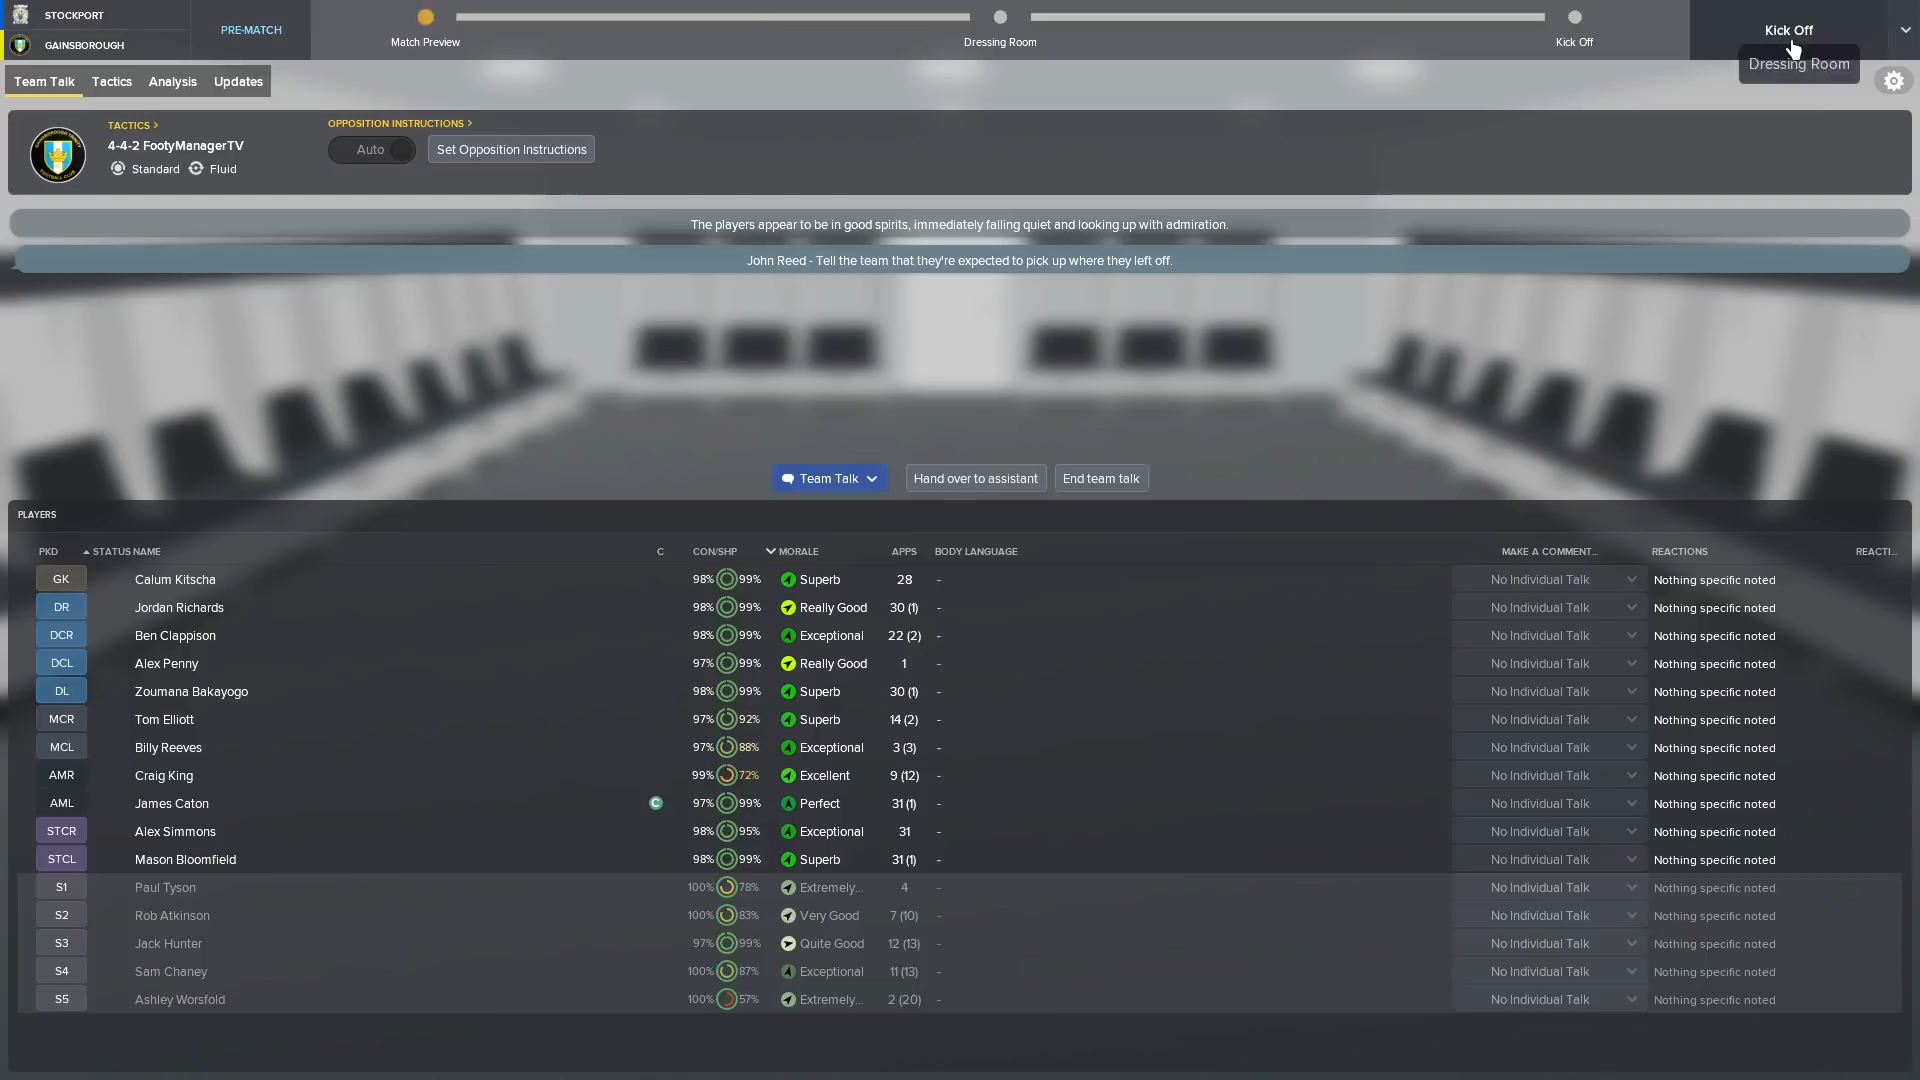 STOCKPORT
GAINSBOROUGH
PRE-MATCH
Match Preview
Dressing Room
Kick Off
Kick Off
Dressing Room
Team Talk Tactics Analysis Updates
TACTICS >
4-4-2 FootyManagerTV
Standard Fluid
OPPOSITION INSTRUCTIONS >
Auto Set Opposition Instructions
The players appear to be in good spirits, immediately falling quiet and looking up with admiration.
John Reed - Tell the team that they're expected to pick up where they left off.
Team Talk Hand over to assistant End team talk
PLAYERS
PKD STATUS NAME C CON/SHP MORALE APPS BODY LANGUAGE MAKE A COMMENT... REACTIONS REACTI...
GK Calum Kitscha 98% 99% Superb 28 - No Individual Talk Nothing specific noted
DR Jordan Richards 98% 99% Really Good 30 (1) - No Individual Talk Nothing specific noted
DCR Ben Clappison 98% 99% Exceptional 22 (2) - No Individual Talk Nothing specific noted
DCL Alex Penny 97% 99% Really Good 1 - No Individual Talk Nothing specific noted
DL Zoumana Bakayogo 98% 99% Superb 30 (1) - No Individual Talk Nothing specific noted
MCR Tom Elliott 97% 92% Superb 14 (2) - No Individual Talk Nothing specific noted
MCL Billy Reeves 97% 88% Exceptional 3 (3) - No Individual Talk Nothing specific noted
AMR Craig King 99% 72% Excellent 9 (12) - No Individual Talk Nothing specific noted
AML James Caton C 97% 99% Perfect 31 (1) - No Individual Talk Nothing specific noted
STCR Alex Simmons 98% 95% Exceptional 31 - No Individual Talk Nothing specific noted
STCL Mason Bloomfield 98% 99% Superb 31 (1) - No Individual Talk Nothing specific noted
S1 Paul Tyson 100% 78% Extremely... 4 - No Individual Talk Nothing specific noted
S2 Rob Atkinson 100% 83% Very Good 7 (10) - No Individual Talk Nothing specific noted
S3 Jack Hunter 97% 99% Quite Good 12 (13) - No Individual Talk Nothing specific noted
S4 Sam Chaney 100% 87% Exceptional 11 (13) - No Individual Talk Nothing specific noted
S5 Ashley Worsfold 100% 57% Extremely... 2 (20) - No Individual Talk Nothing specific noted